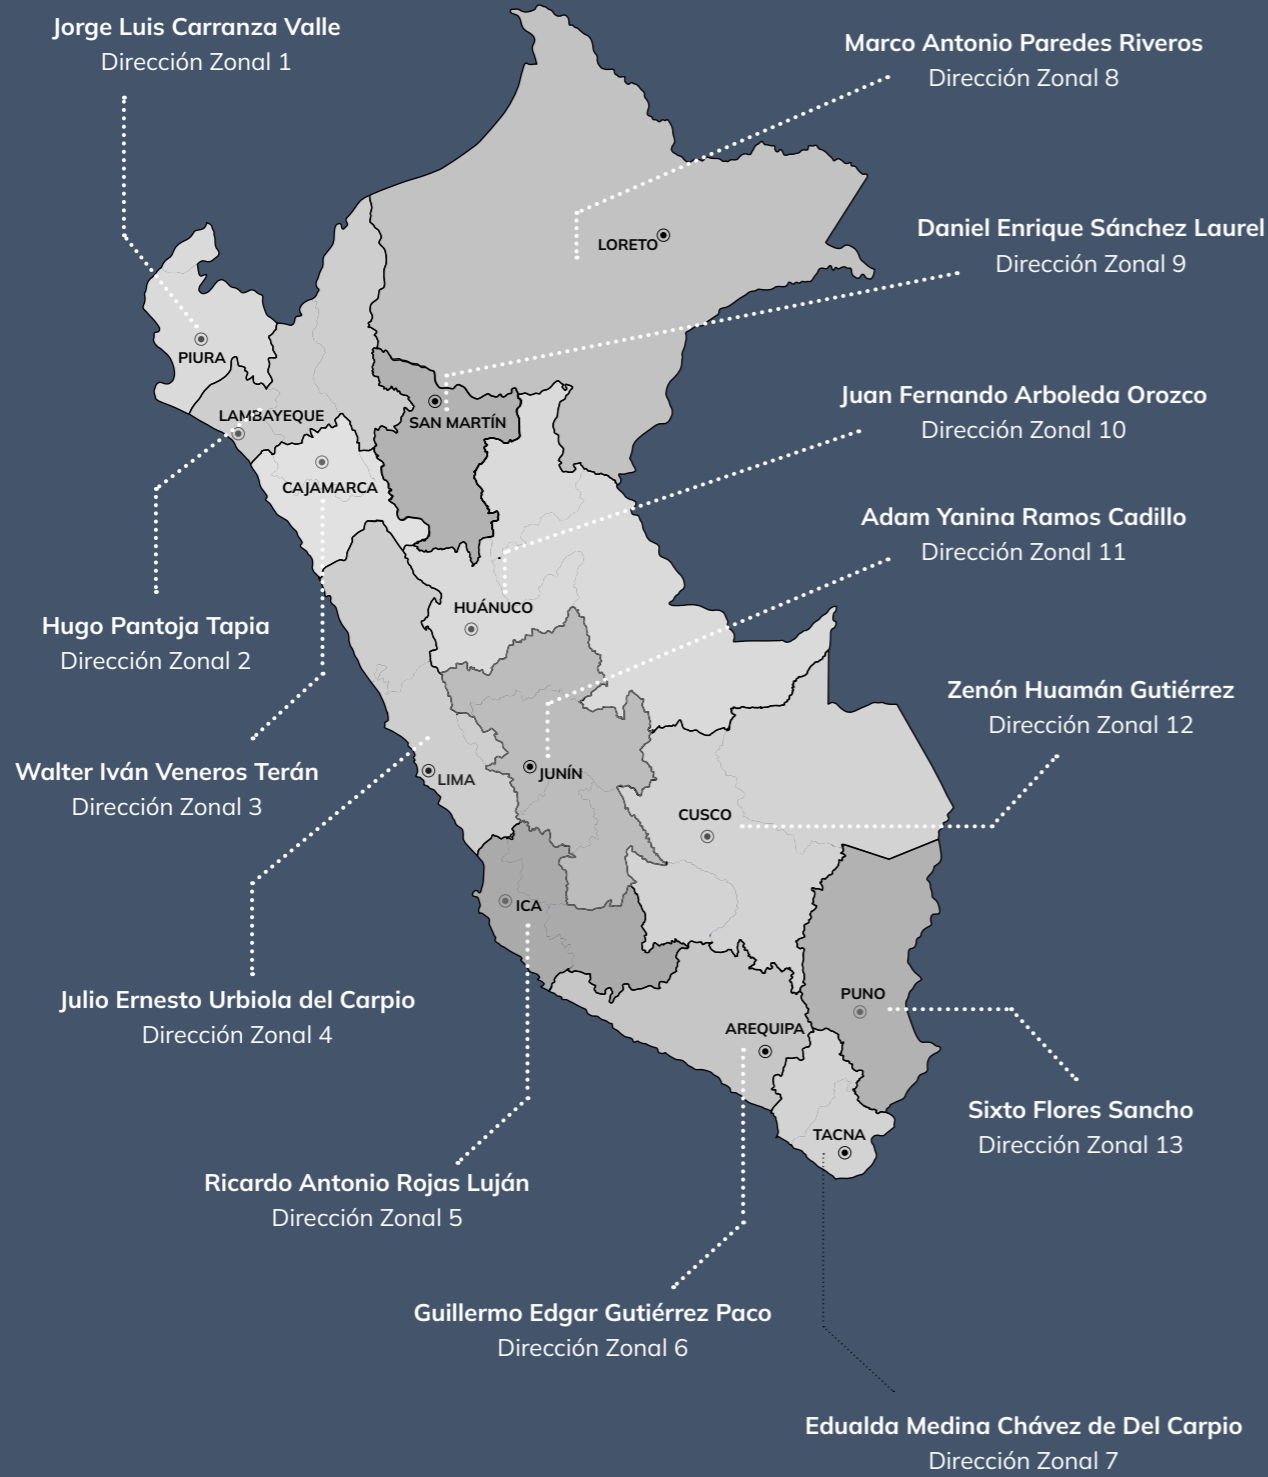 Jorge Luis Carranza Valle
Dirección Zonal 1
Marco Antonio Paredes Riveros
Dirección Zonal 8
Daniel Enrique Sánchez Laurel
Dirección Zonal 9
LORETO
PIURA
LAMBAYEQUE
SAN MARTÍN
Juan Fernando Arboleda Orozco
Dirección Zonal 10
CAJAMARCA
Adam Yanina Ramos Cadillo
Dirección Zonal 11
HUÁNUCO
Hugo Pantoja Tapia
Dirección Zonal 2
Zenón Huamán Gutiérrez
Dirección Zonal 12
Walter Iván Veneros Terán
Dirección Zonal 3
LIMA
JUNÍN
CUSCO
ICA
Julio Ernesto Urbiola del Carpio
Dirección Zonal 4
PUNO
AREQUIPA
Sixto Flores Sancho
Dirección Zonal 13
TACNA
Ricardo Antonio Rojas Luján
Dirección Zonal 5
Guillermo Edgar Gutiérrez Paco
Dirección Zonal 6
Edualda Medina Chávez de Del Carpio
Dirección Zonal 7